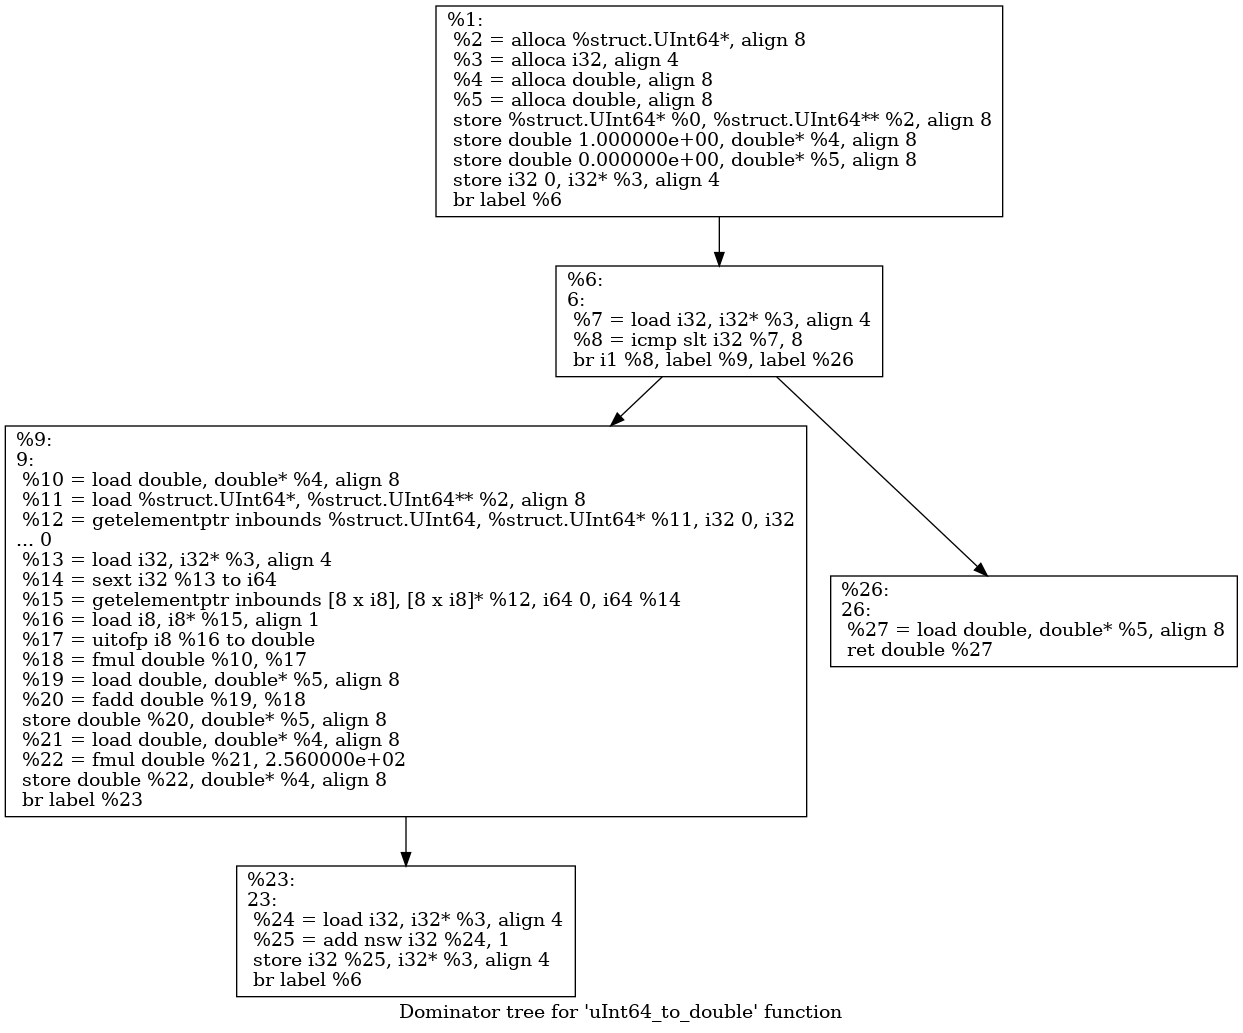 %1:
%2 = alloca %struct.UInt64*, align 8
%3 = alloca i32, align 4
%4 = alloca double, align 8
%5 = alloca double, align 8
store %struct.UInt64* %0, %struct.UInt64** %2, align 8
store double 1.000000e+00, double* %4, align 8
store double 0.000000e+00, double* %5, align 8
store i32 0, i32* %3, align 4
br label %6
%6:
6:
%7 = load i32, i32* %3, align 4
%8 = icmp slt i32 %7, 8
br i1 %8, label %9, label %26
%9:
9:
%10 = load double, double* %4, align 8
%11 = load %struct.UInt64*, %struct.UInt64** %2, align 8
%12 = getelementptr inbounds %struct.UInt64, %struct.UInt64* %11, i32 0, i32
... 0
%13 = load i32, i32* %3, align 4
%14 = sext i32 %13 to i64
%15 = getelementptr inbounds [8 x i8], [8 x i8]* %12, i64 0, i64 %14
%16 = load i8, i8* %15, align 1
%17 = uitofp i8 %16 to double
%18 = fmul double %10, %17
%19 = load double, double* %5, align 8
%20 = fadd double %19, %18
store double %20, double* %5, align 8
%21 = load double, double* %4, align 8
%22 = fmul double %21, 2.560000e+02
store double %22, double* %4, align 8
br label %23
%26:
26:
%27 = load double, double* %5, align 8
ret double %27
%23:
23:
%24 = load i32, i32* %3, align 4
%25 = add nsw i32 %24, 1
store i32 %25, i32* %3, align 4
br label %6
Dominator tree for 'uInt64_to_double' function